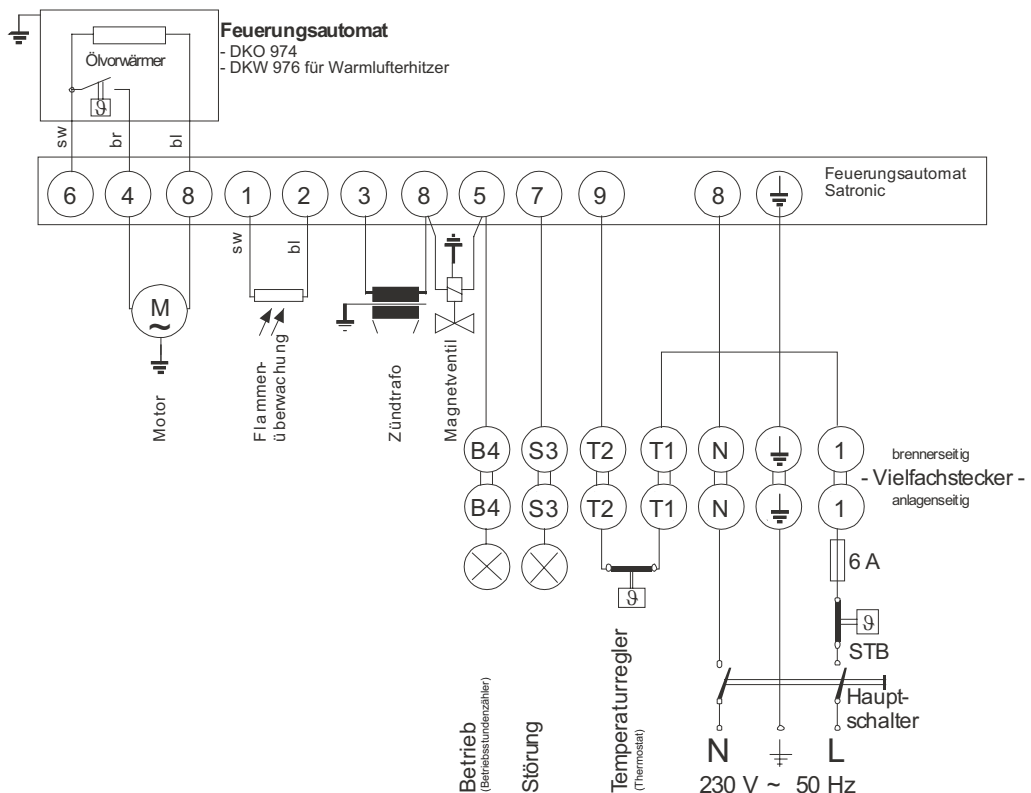 Feuerungsautomat
- DKO 974
- DKW 976 für Warmlufterhitzer
Ölvorwärmer
ϑ
sw
br
bl
6
4
8
1
2
3
8
5
7
9
8
Feuerungsautomat
Satronic
sw
bl
M
~
Motor
Flammen-
überwachung
Zündtrafo
Magnetventil
B4
S3
T2
T1
N
1
brennerseitig
- Vielfachstecker -
anlagenseitig
B4
S3
T2
T1
N
1
6 A
ϑ
ϑ
STB
Haupt-
schalter
Betrieb
(Betriebsstundenzähler)
Störung
Temperaturregler
(Thermostat)
N
L
230 V ~ 50 Hz